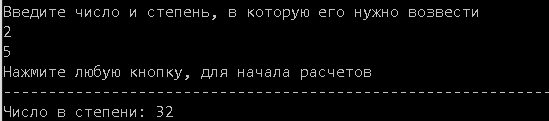 Введите число и степень, в которую его нужно возвести
2
5
Нажмите любую кнопку, для начала расчетов
-------------------------------------------------------------
Число в степени: 32